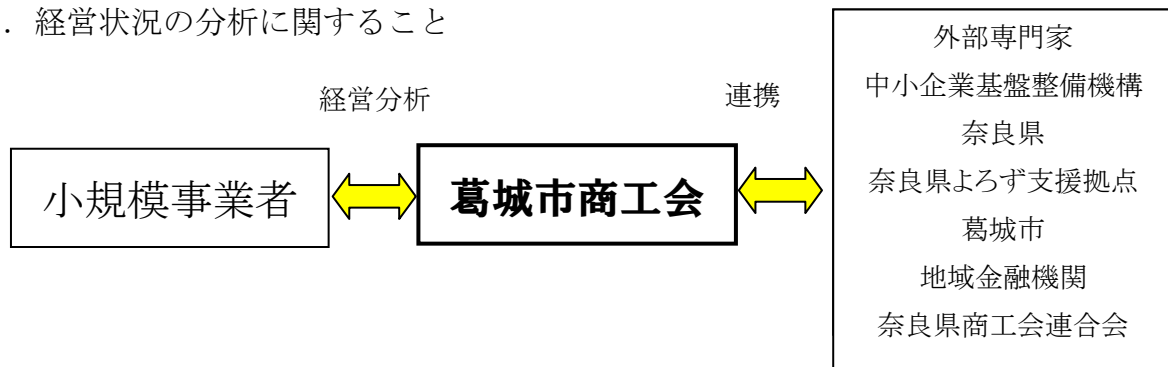 ．経営状況の分析に関すること
経営分析
連携
小規模事業者
葛城市商工会
外部専門家
中小企業基盤整備機構
奈良県
奈良県よろず支援拠点
葛城市
地域金融機関
奈良県商工会連合会